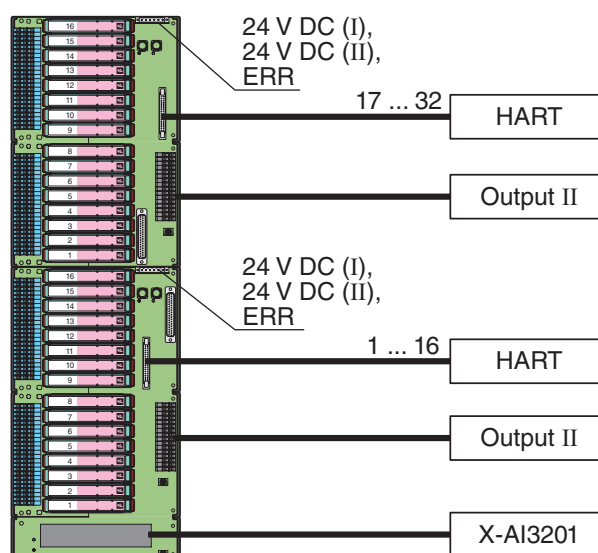 24 V DC (I),
24 V DC (II),
ERR
17 ... 32
HART
16
15
14
13
12
11
10
9
8
7
6
5
4
3
2
1
Output II
24 V DC (I),
24 V DC (II),
ERR
1 ... 16
HART
16
15
14
13
12
11
10
9
8
7
6
5
4
3
2
1
Output II
X-AI3201